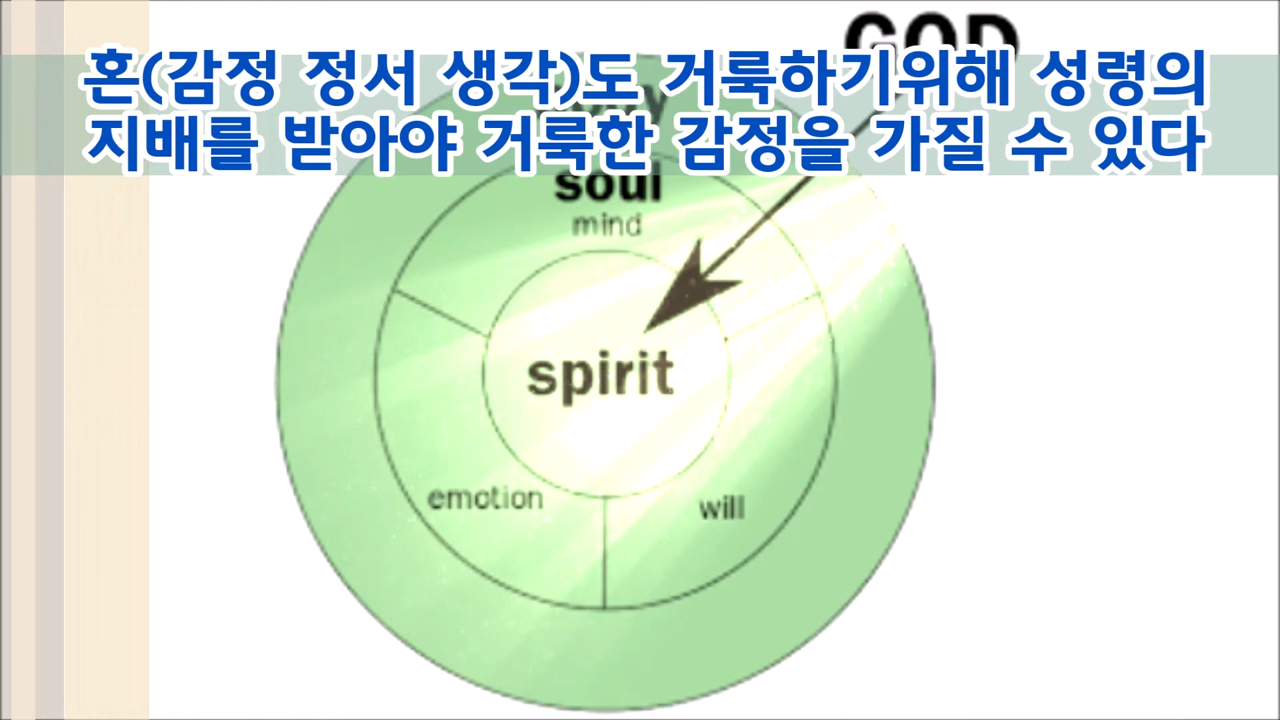 GOD
혼(감정 정서 생각)도 거룩하기위해 성령의
지배를 받아야 거룩한 감정을 가질 수 있다
soul
mind
spirit
emotion
will